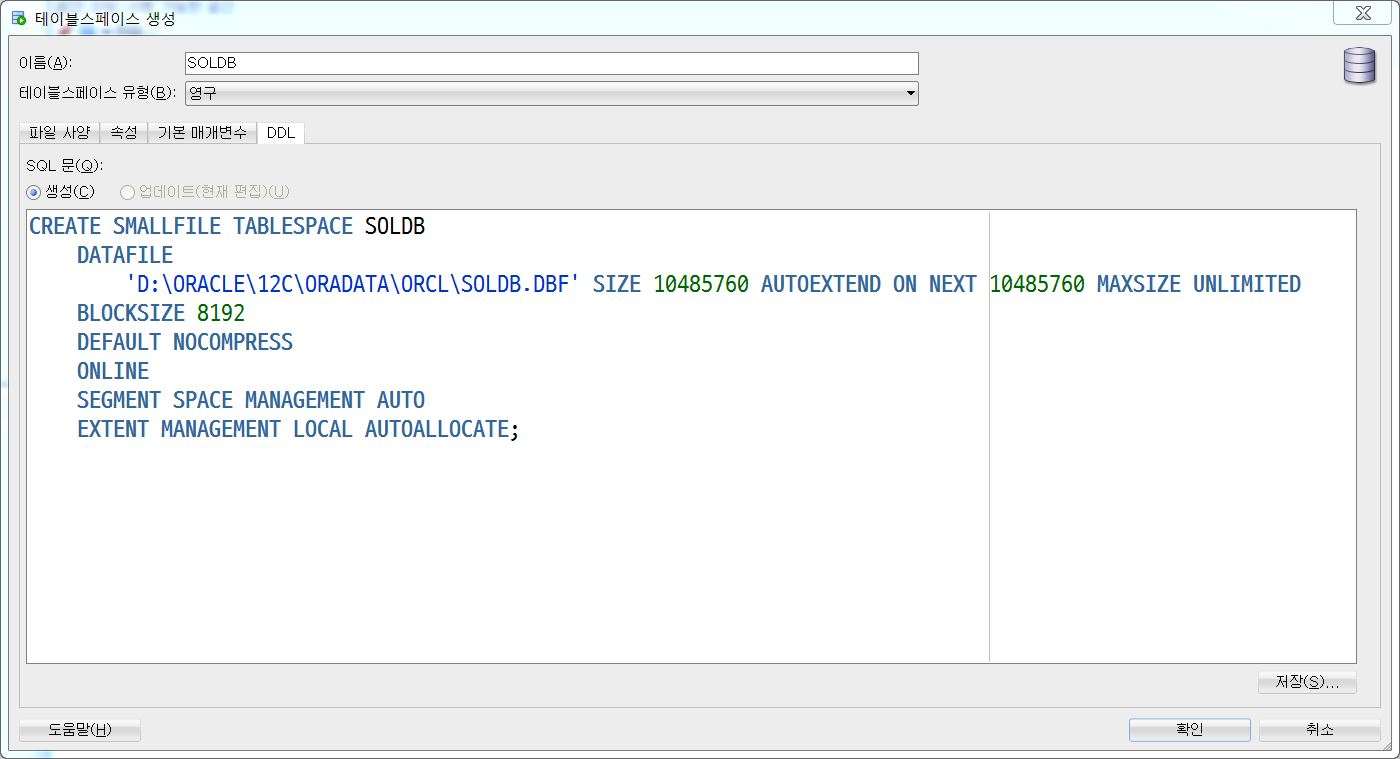 테이블스페이스 생성
이름(A):
SOLDB
테이블스페이스 유형(B):
영구
파일 사양
속성
기본 매개변수
DDL
SQL 문(Q):
생성(C)
업데이트(현재 편집)(U)
CREATE SMALLFILE TABLESPACE SOLDB
DATAFILE
'D:\ORACLE\12C\ORADATA\ORCL\SOLDB.DBF' SIZE 10485760 AUTOEXTEND ON NEXT 10485760 MAXSIZE UNLIMITED
BLOCKSIZE 8192
DEFAULT NOCOMPRESS
ONLINE
SEGMENT SPACE MANAGEMENT AUTO
EXTENT MANAGEMENT LOCAL AUTOALLOCATE;
저장(S)...
도움말(H)
확인
취소